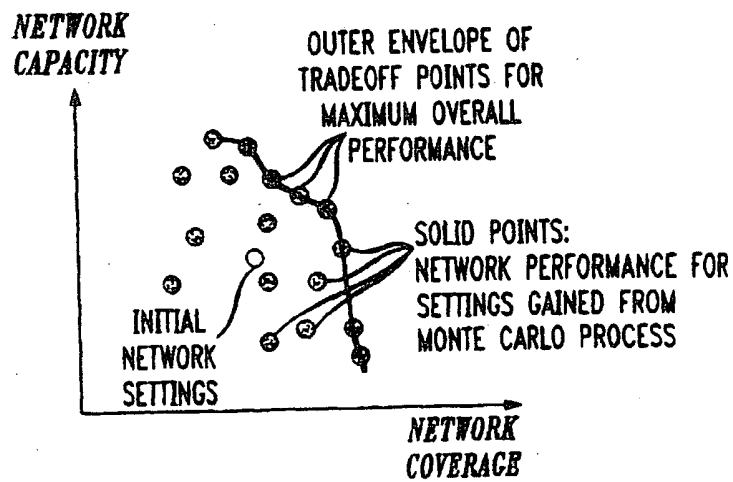 NETWORK
CAPACITY
OUTER ENVELOPE OF
TRADEOFF POINTS FOR
MAXIMUM OVERALL
PERFORMANCE
SOLID POINTS:
NETWORK PERFORMANCE FOR
SETTINGS GAINED FROM
MONTE CARLO PROCESS
INITIAL
NETWORK
SETTINGS
NETWORK
COVERAGE